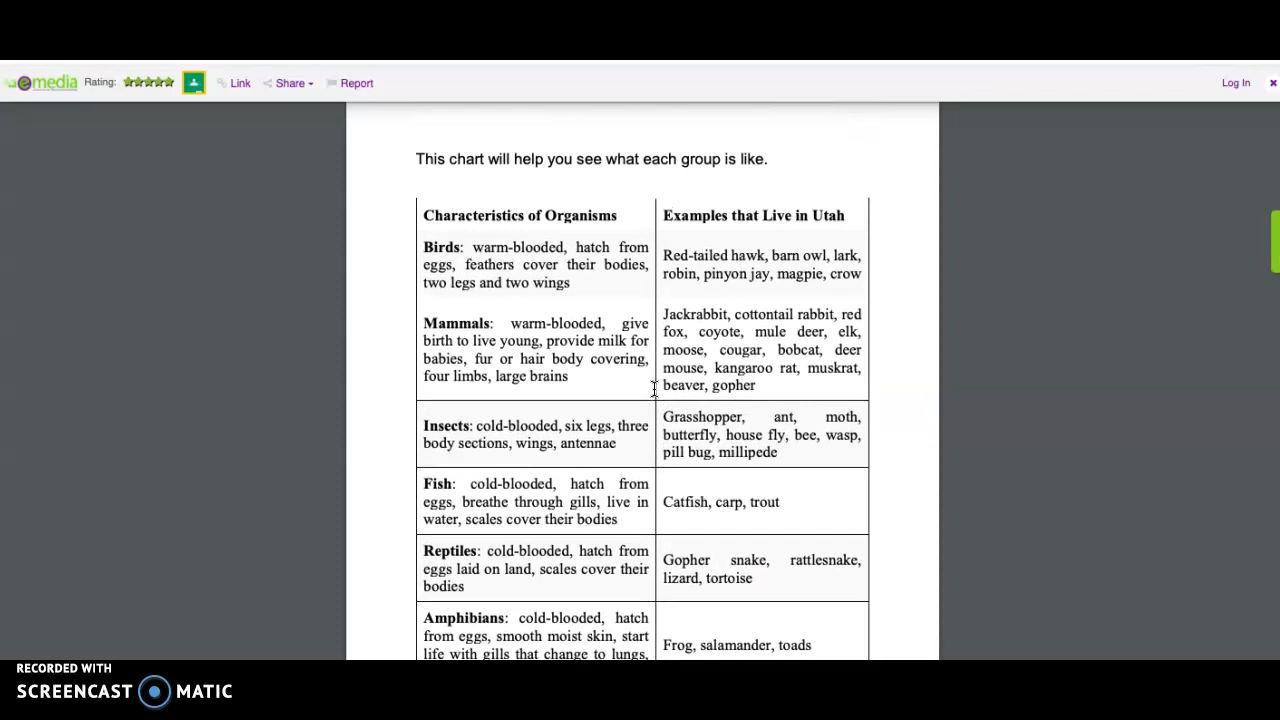 emedia Rating: Link Share Report Log In
This chart will help you see what each group is like.
Characteristics of Organisms
Examples that Live in Utah
Birds: warm-blooded, hatch from
eggs, feathers cover their bodies,
two legs and two wings
Red-tailed hawk, barn owl, lark,
robin, pinyon jay, magpie, crow
Mammals: warm-blooded, give
birth to live young, provide milk for
babies, fur or hair body covering,
four limbs, large brains
Jackrabbit, cottontail rabbit, red
fox, coyote, mule deer, elk,
moose, cougar, bobcat, deer
mouse, kangaroo rat, muskrat,
beaver, gopher
Insects: cold-blooded, six legs, three
body sections, wings, antennae
Grasshopper, ant, moth,
butterfly, house fly, bee, wasp,
pill bug, millipede
Fish: cold-blooded, hatch from
eggs, breathe through gills, live in
water, scales cover their bodies
Catfish, carp, trout
Reptiles: cold-blooded, hatch from
eggs laid on land, scales cover their
bodies
Gopher snake, rattlesnake,
lizard, tortoise
Amphibians: cold-blooded, hatch
from eggs, smooth moist skin, start
life with gills that change to lungs,
Frog, salamander, toads
RECORDED WITH
SCREENCAST MATIC